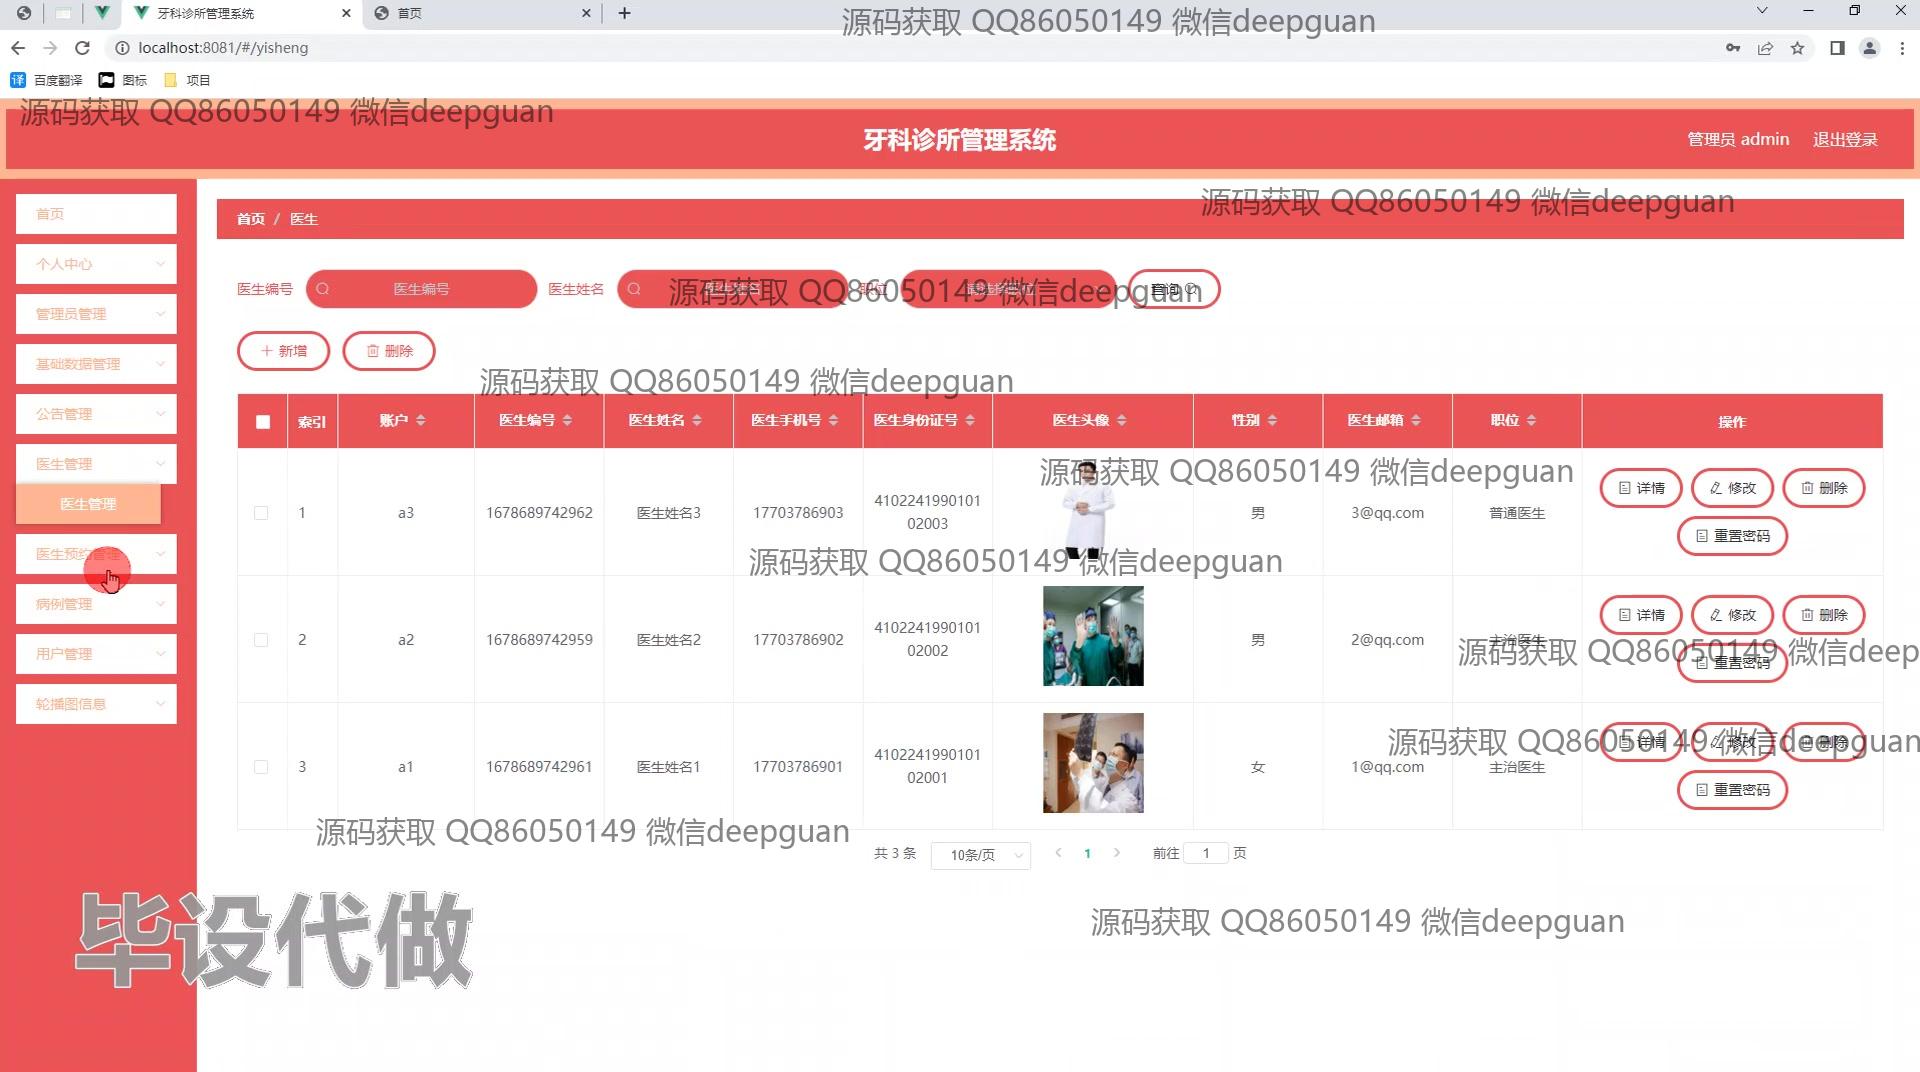 牙科诊所管理系统
首页
源码获取 QQ86050149 微信deepguan
localhost:8081/#/yisheng
百度翻译
图标
项目
源码获取 QQ86050149 微信deepguan
牙科诊所管理系统
管理员 admin
退出登录
源码获取 QQ86050149 微信deepguan
首页
个人中心
管理员管理
基础数据管理
公告管理
医生管理
医生管理
医生预约管理
病例管理
用户管理
轮播图信息
首页 / 医生
医生编号 医生编号 医生姓名 医生姓名 职位 请选择职位 查询
源码获取 QQ86050149 微信deepguan
新增 删除
源码获取 QQ86050149 微信deepguan
索引 账户 医生编号 医生姓名 医生手机号 医生身份证号 医生头像 性别 医生邮箱 职位 操作
源码获取 QQ86050149 微信deepguan
1 a3 1678689742962 医生姓名3 17703786903 410224199010102003 男 3@qq.com 普通医生 详情 修改 删除 重置密码
源码获取 QQ86050149 微信deepguan
2 a2 1678689742959 医生姓名2 17703786902 410224199010102002 男 2@qq.com 主治医生 详情 修改 删除 重置密码
源码获取 QQ86050149 微信deep
源码获取 QQ86050149 微信deepguan
3 a1 1678689742961 医生姓名1 17703786901 410224199010102001 女 1@qq.com 主治医生 详情 修改 删除 重置密码
源码获取 QQ86050149 微信deepguan
共 3 条 10条/页 1 前往 1 页
毕设代做
源码获取 QQ86050149 微信deepguan